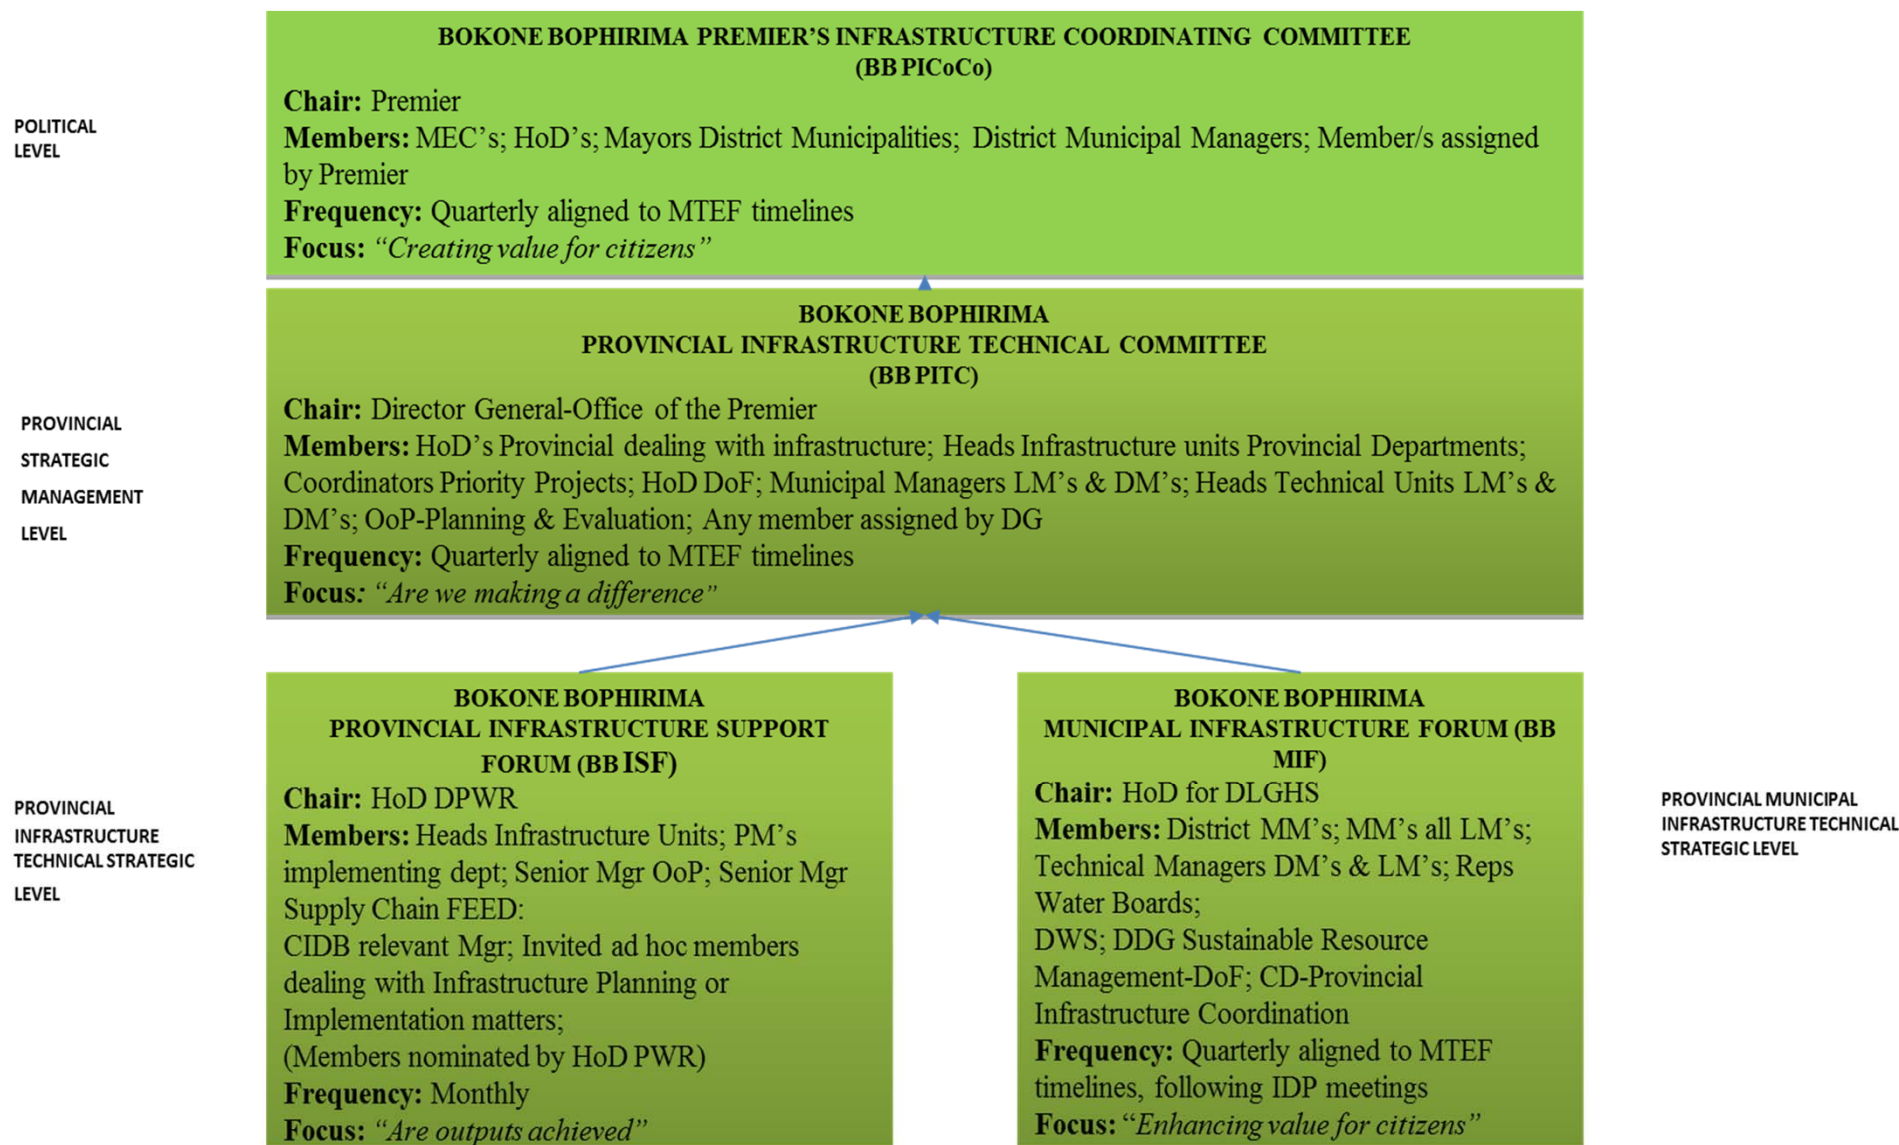 BOKONE BOPHIRIMA PREMIER’S INFRASTRUCTURE COORDINATING COMMITTEE
(BB PICoCo)
Chair: Premier
Members: MEC’s; HoD’s; Mayors District Municipalities; District Municipal Managers; Member/s assigned
by Premier
Frequency: Quarterly aligned to MTEF timelines
Focus: “Creating value for citizens”
POLITICAL
LEVEL
BOKONE BOPHIRIMA
PROVINCIAL INFRASTRUCTURE TECHNICAL COMMITTEE
(BB PITC)
Chair: Director General-Office of the Premier
Members: HoD’s Provincial dealing with infrastructure; Heads Infrastructure units Provincial Departments;
Coordinators Priority Projects; HoD DoF; Municipal Managers LM’s & DM’s; Heads Technical Units LM’s &
DM’s; OoP-Planning & Evaluation; Any member assigned by DG
Frequency: Quarterly aligned to MTEF timelines
Focus: “Are we making a difference”
PROVINCIAL
STRATEGIC
MANAGEMENT
LEVEL
BOKONE BOPHIRIMA
PROVINCIAL INFRASTRUCTURE SUPPORT
FORUM (BB ISF)
Chair: HoD DPWR
Members: Heads Infrastructure Units; PM’s
implementing dept; Senior Mgr OoP; Senior Mgr
Supply Chain FEED:
CIDB relevant Mgr; Invited ad hoc members
dealing with Infrastructure Planning or
Implementation matters;
(Members nominated by HoD PWR)
Frequency: Monthly
Focus: “Are outputs achieved”
PROVINCIAL
INFRASTRUCTURE
TECHNICAL STRATEGIC
LEVEL
BOKONE BOPHIRIMA
MUNICIPAL INFRASTRUCTURE FORUM (BB
MIF)
Chair: HoD for DLGHS
Members: District MM’s; MM’s all LM’s;
Technical Managers DM’s & LM’s; Reps
Water Boards;
DWS; DDG Sustainable Resource
Management-DoF; CD-Provincial
Infrastructure Coordination
Frequency: Quarterly aligned to MTEF
timelines, following IDP meetings
Focus: “Enhancing value for citizens”
PROVINCIAL MUNICIPAL
INFRASTRUCTURE TECHNICAL
STRATEGIC LEVEL